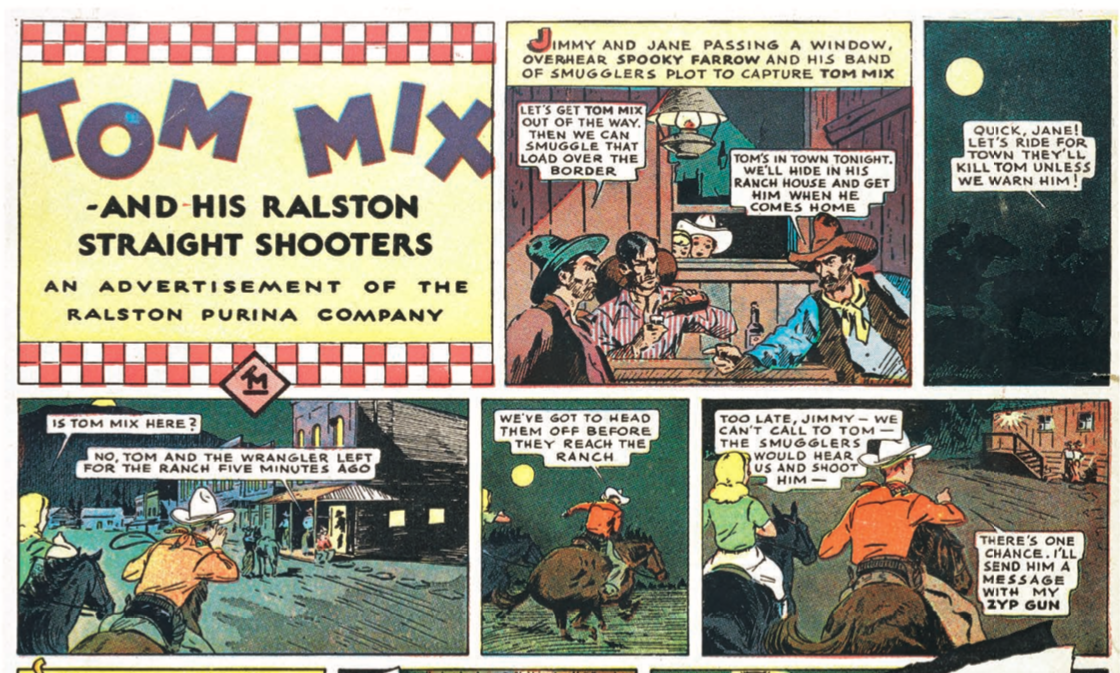 TOM MIX
-AND HIS RALSTON
STRAIGHT SHOOTERS
AN ADVERTISEMENT OF THE
RALSTON PURINA COMPANY
TM
JIMMY AND JANE PASSING A WINDOW,
OVERHEAR SPOOKY FARROW AND HIS BAND
OF SMUGGLERS PLOT TO CAPTURE TOM MIX
LET'S GET TOM MIX
OUT OF THE WAY.
THEN WE CAN
SMUGGLE THAT
LOAD OVER THE
BORDER
TOM'S IN TOWN TONIGHT.
WE'LL HIDE IN HIS
RANCH HOUSE AND GET
HIM WHEN HE
COMES HOME
QUICK, JANE!
LET'S RIDE FOR
TOWN THEY'LL
KILL TOM UNLESS
WE WARN HIM!
IS TOM MIX HERE?
NO, TOM AND THE WRANGLER LEFT
FOR THE RANCH FIVE MINUTES AGO
WE'VE GOT TO HEAD
THEM OFF BEFORE
THEY REACH THE
RANCH
TOO LATE, JIMMY — WE
CAN'T CALL TO TOM —
THE SMUGGLERS
WOULD HEAR
US AND SHOOT
HIM —
THERE'S ONE
CHANCE. I'LL
SEND HIM A
MESSAGE
WITH MY
ZYP GUN